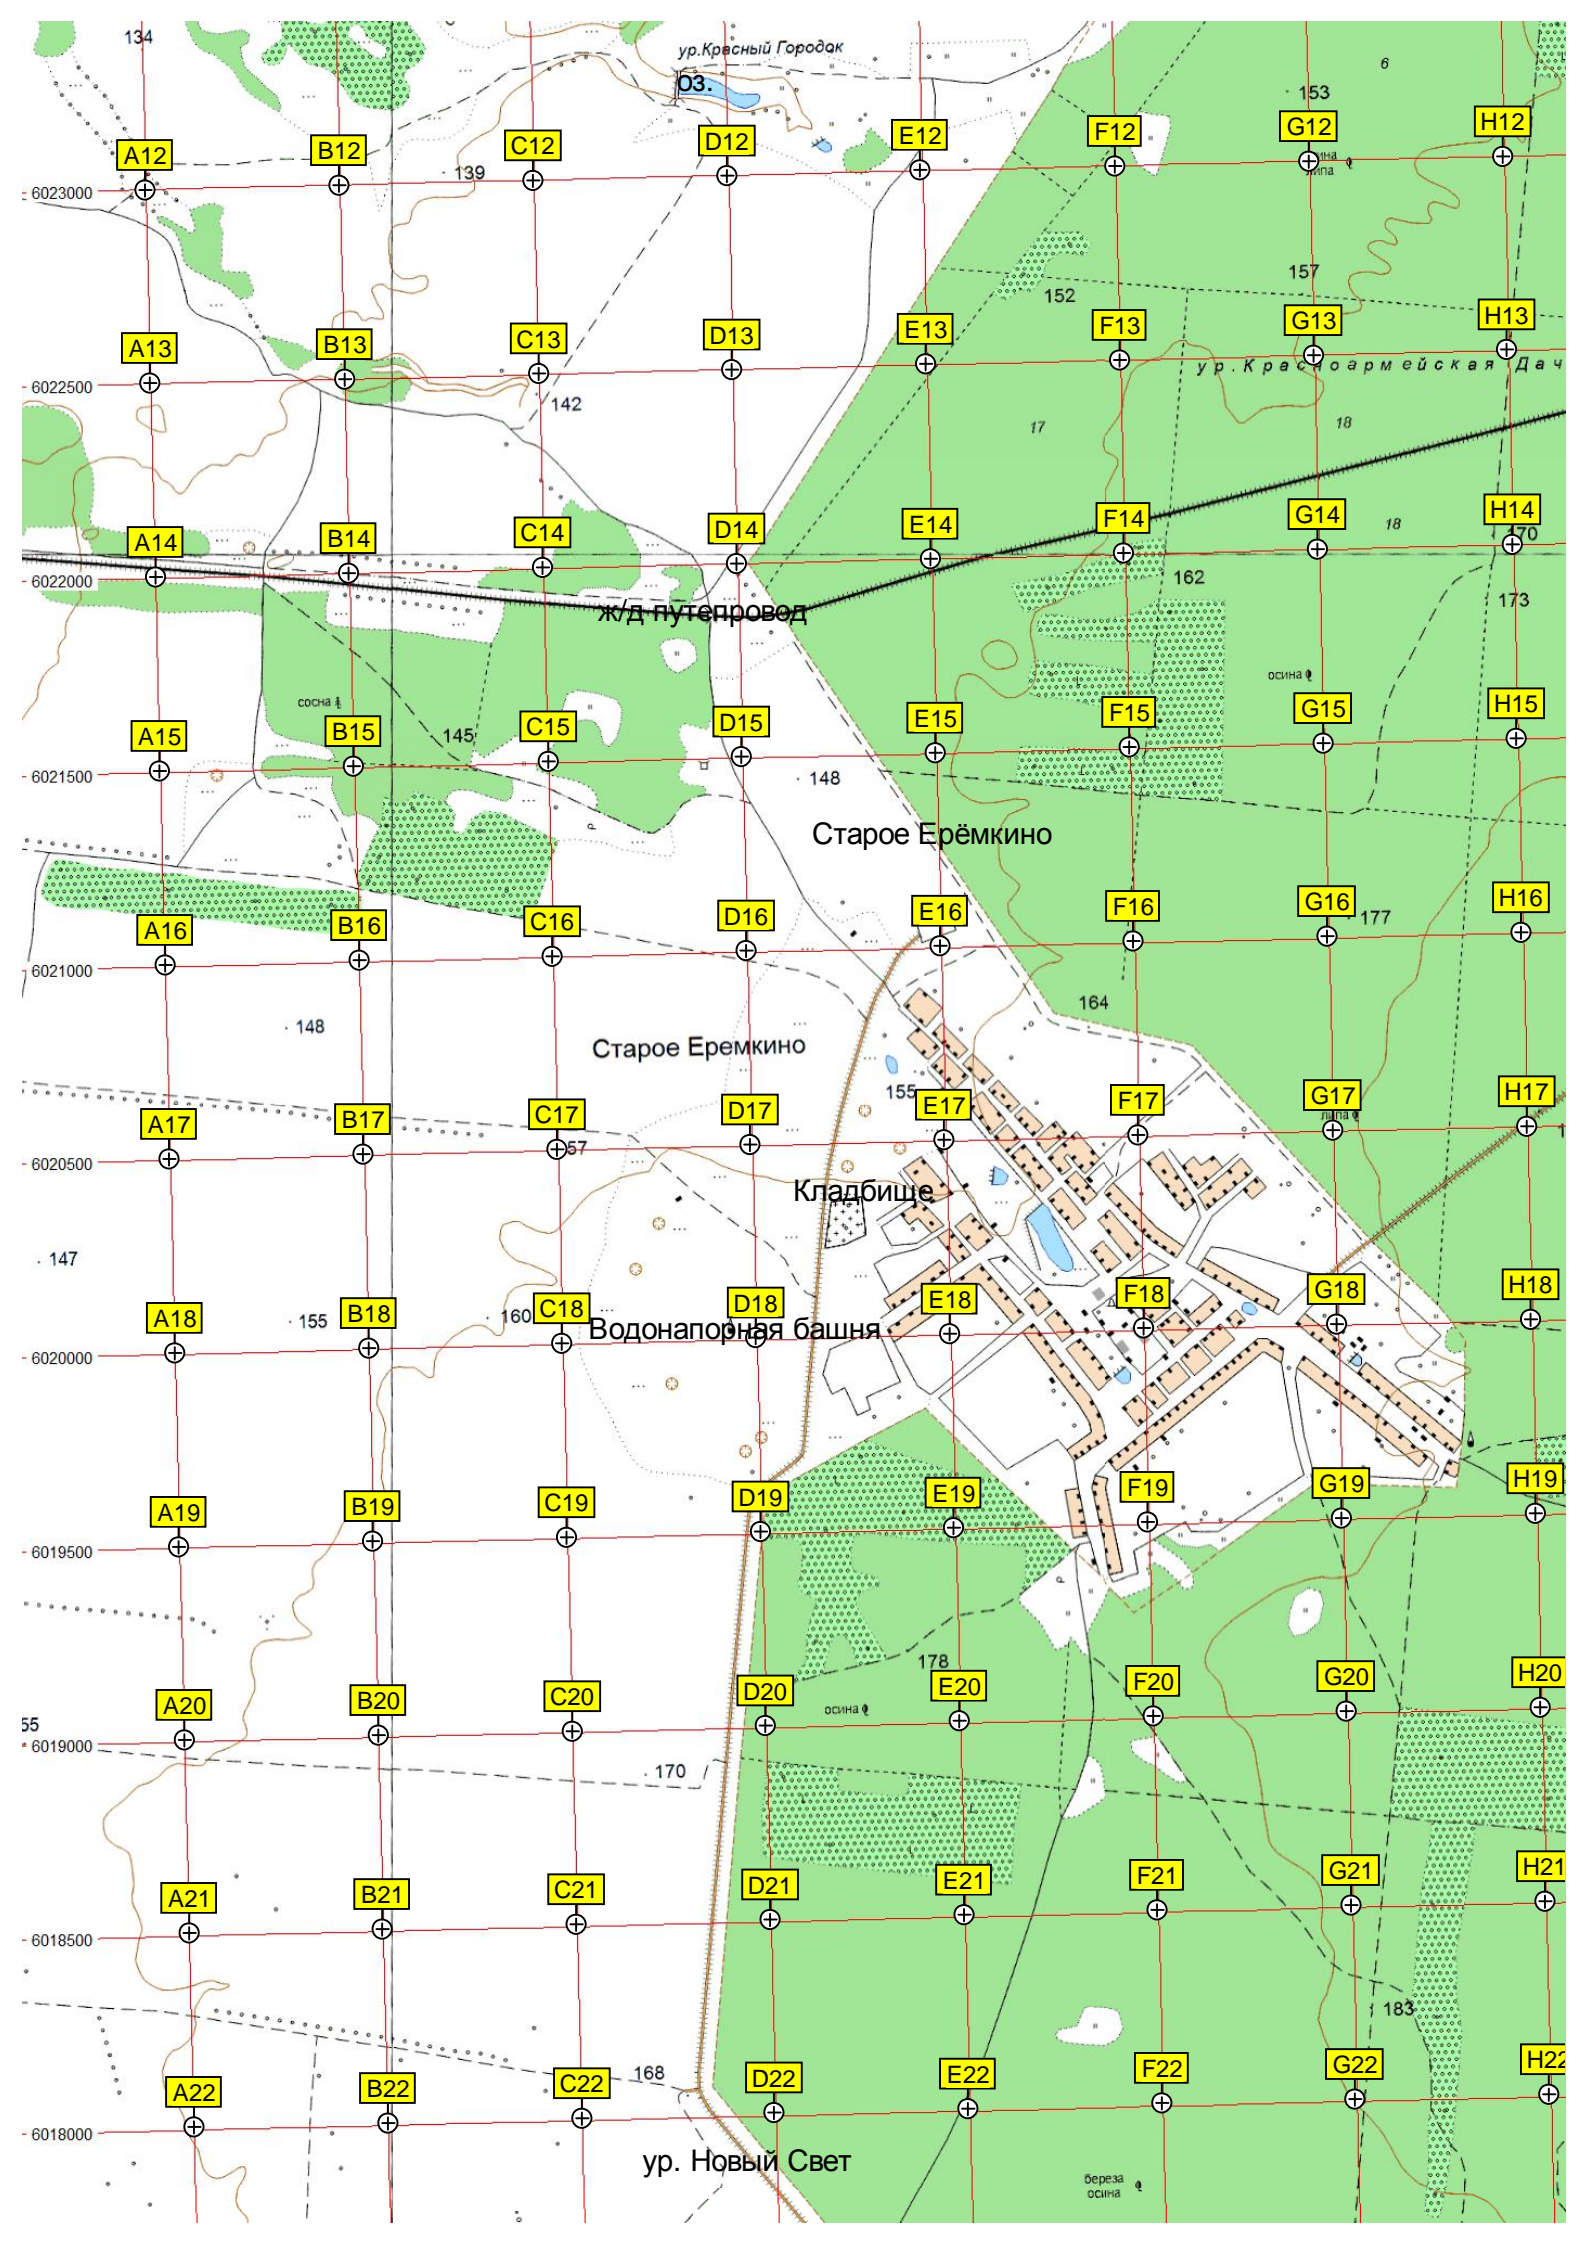 134
ур.Красный Городок
оз.
6
153
A12
B12
C12
D12
E12
F12
G12
H12
139
липа
6023000
152
157
A13
B13
C13
D13
E13
F13
G13
H13
6022500
ур.Красноармейская Дач
142
17
18
A14
B14
C14
D14
E14
F14
G14
H14
18
170
6022000
162
173
ж/д путепровод
сосна
осина
A15
B15
C15
D15
E15
F15
G15
H15
145
6021500
148
Старое Ерёмкино
A16
B16
C16
D16
E16
F16
G16
H16
177
6021000
164
148
Старое Еремкино
155
A17
B17
C17
D17
E17
F17
G17
H17
липа
57
6020500
Кладбище
147
A18
B18
C18
D18
E18
F18
G18
H18
155
160
Водонапорная башня
6020000
A19
B19
C19
D19
E19
F19
G19
H19
6019500
178
A20
B20
C20
D20
E20
F20
G20
H20
осина
55
6019000
170
A21
B21
C21
D21
E21
F21
G21
H21
6018500
183
168
A22
B22
C22
D22
E22
F22
G22
H22
6018000
ур. Новый Свет
береза
осина